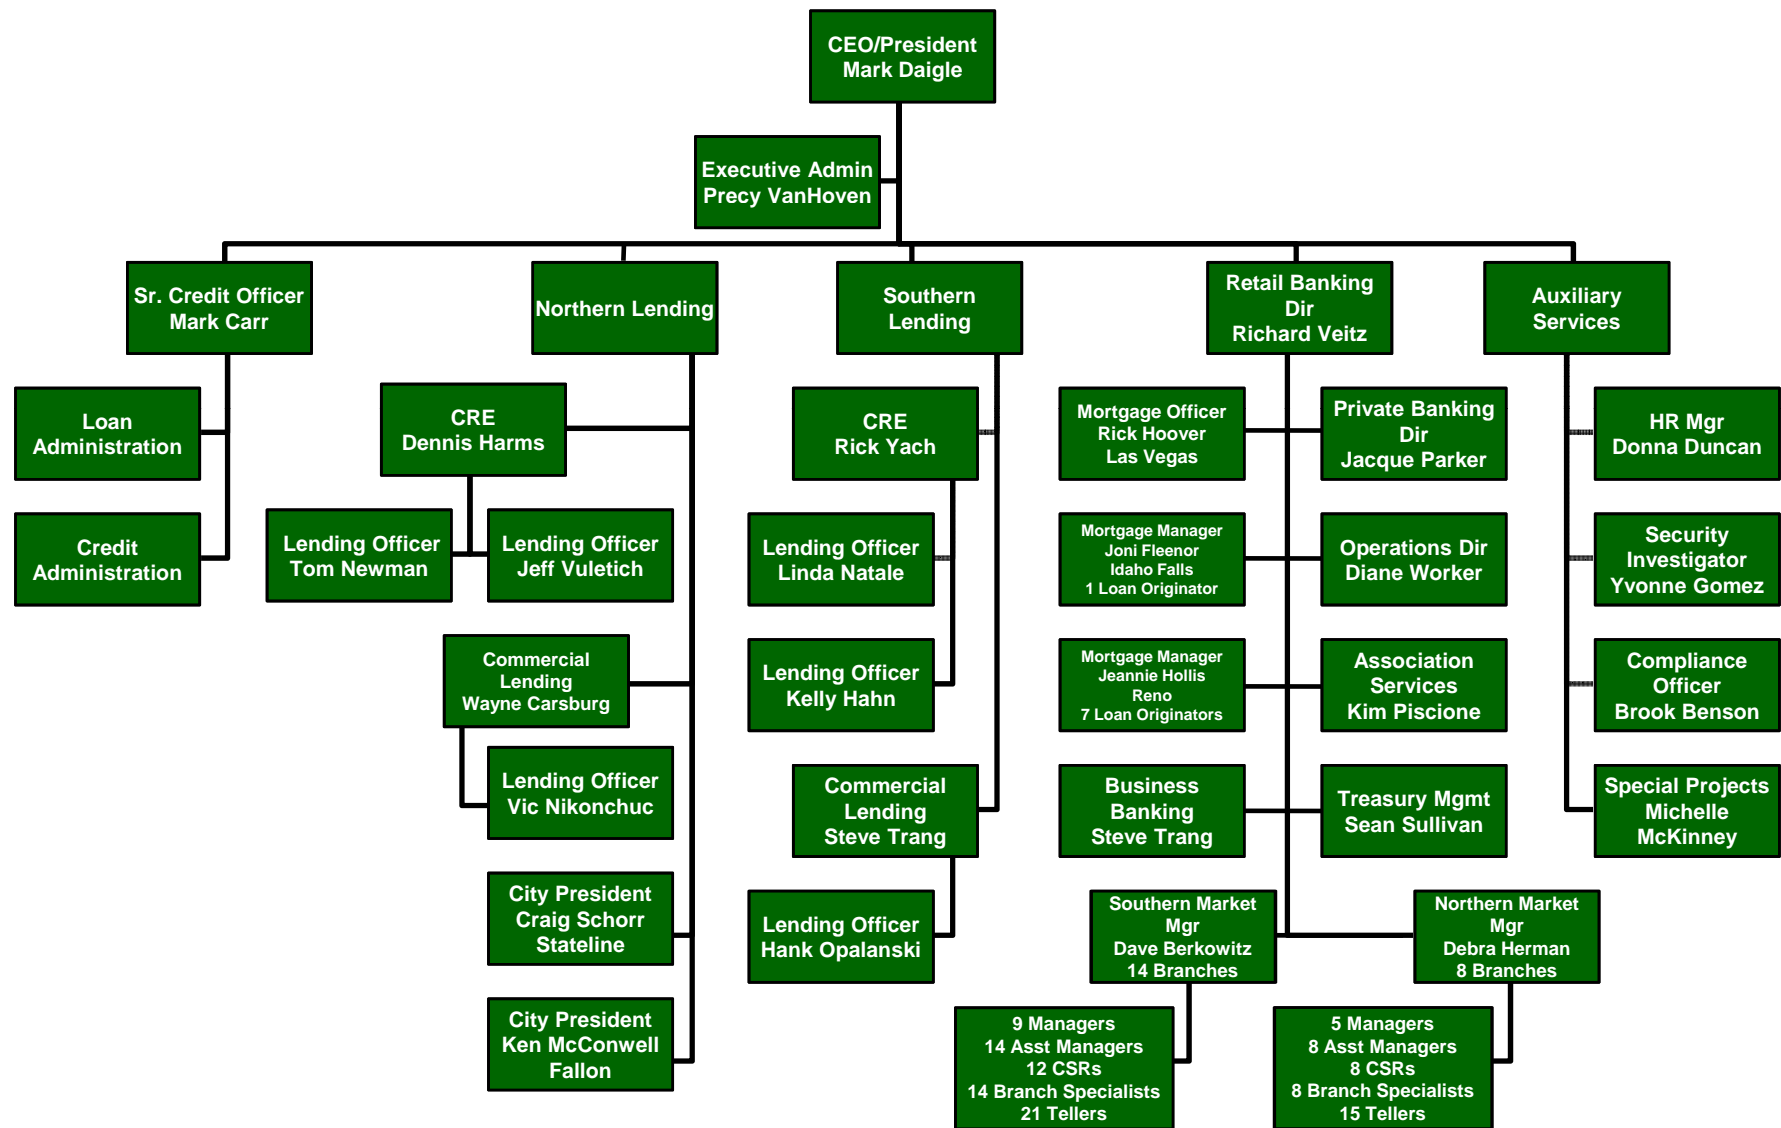 CEO/President
Mark Daigle
Executive Admin
Precy VanHoven
Sr. Credit Officer
Mark Carr
Northern Lending
Southern
Lending
Retail Banking
Dir
Richard Veitz
Auxiliary
Services
Loan
Administration
Credit
Administration
CRE
Dennis Harms
Lending Officer
Tom Newman
Lending Officer
Jeff Vuletich
Commercial
Lending
Wayne Carsburg
Lending Officer
Vic Nikonchuc
City President
Craig Schorr
Stateline
City President
Ken McConwell
Fallon
CRE
Rick Yach
Lending Officer
Linda Natale
Lending Officer
Kelly Hahn
Commercial
Lending
Steve Trang
Lending Officer
Hank Opalanski
Mortgage Officer
Rick Hoover
Las Vegas
Private Banking
Dir
Jacque Parker
Mortgage Manager
Joni Fleenor
Idaho Falls
1 Loan Originator
Operations Dir
Diane Worker
Mortgage Manager
Jeannie Hollis
Reno
7 Loan Originators
Association
Services
Kim Piscione
Business
Banking
Steve Trang
Treasury Mgmt
Sean Sullivan
Southern Market
Mgr
Dave Berkowitz
14 Branches
Northern Market
Mgr
Debra Herman
8 Branches
9 Managers
14 Asst Managers
12 CSRs
14 Branch Specialists
21 Tellers
5 Managers
8 Asst Managers
8 CSRs
8 Branch Specialists
15 Tellers
HR Mgr
Donna Duncan
Security
Investigator
Yvonne Gomez
Compliance
Officer
Brook Benson
Special Projects
Michelle
McKinney